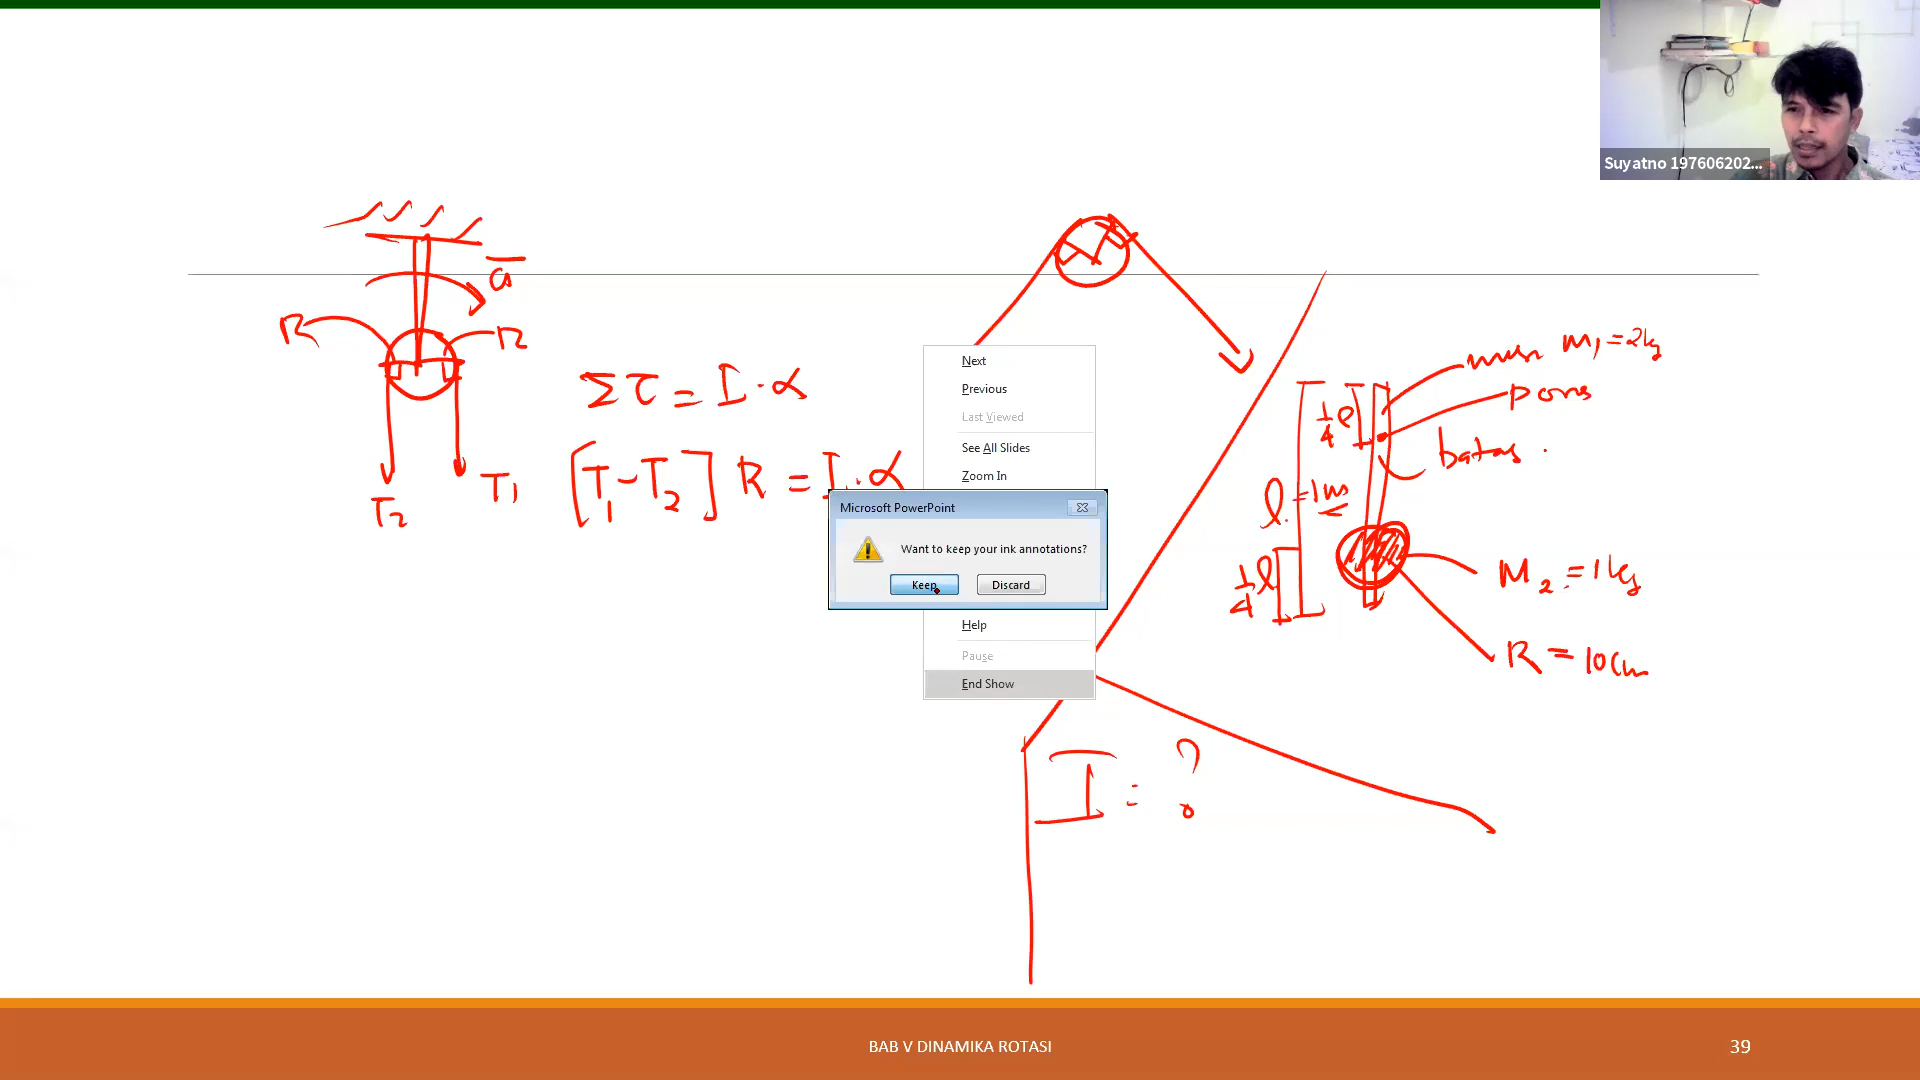 Suyatno 197606202...
a
R
R
T2
T1
Στ = I . α
[T1 - T2] R = I . α
Next
Previous
Last Viewed
See All Slides
Zoom In
Microsoft PowerPoint
Want to keep your ink annotations?
Keep
Discard
Help
Pause
End Show
m1 = 2kg
poros
1/4 l
batas
l = 1m
1/4 l
M2 = 1kg
R = 10cm
I = ?
BAB V DINAMIKA ROTASI
39